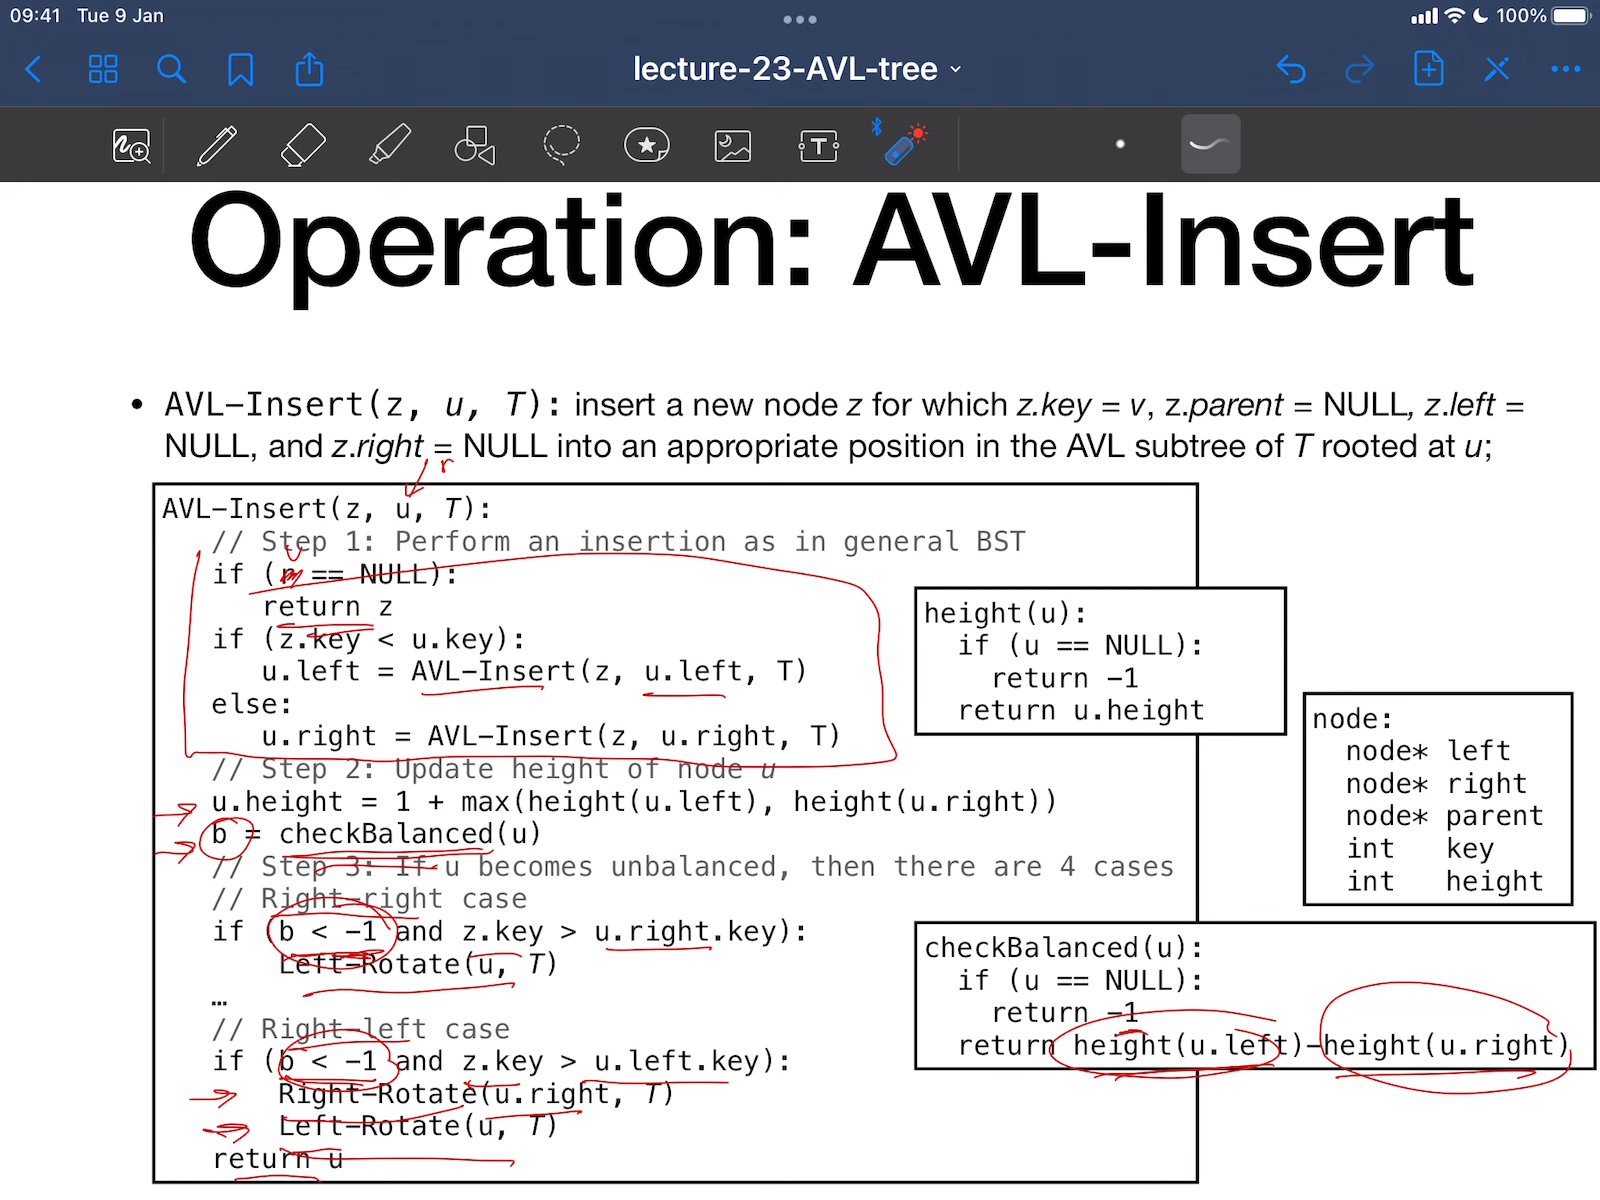 09:41 Tue 9 Jan
100%
lecture-23-AVL-tree
T
Operation: AVL-Insert
• AVL-Insert(z, u, T): insert a new node z for which z.key = v, z.parent = NULL, z.left =
NULL, and z.right = NULL into an appropriate position in the AVL subtree of T rooted at u;
r
AVL-Insert(z, u, T):
// Step 1: Perform an insertion as in general BST
u
if ( == NULL):
return z
if (z.key < u.key):
u.left = AVL-Insert(z, u.left, T)
else:
u.right = AVL-Insert(z, u.right, T)
// Step 2: Update height of node u
u.height = 1 + max(height(u.left), height(u.right))
b = checkBalanced(u)
// Step 3: If u becomes unbalanced, then there are 4 cases
// Right-right case
if (b < -1 and z.key > u.right.key):
Left-Rotate(u, T)
…
// Right-left case
if (b < -1 and z.key > u.left.key):
Right-Rotate(u.right, T)
Left-Rotate(u, T)
return u
height(u):
if (u == NULL):
return -1
return u.height
node:
node* left
node* right
node* parent
int key
int height
checkBalanced(u):
if (u == NULL):
return -1
return height(u.left)-height(u.right)